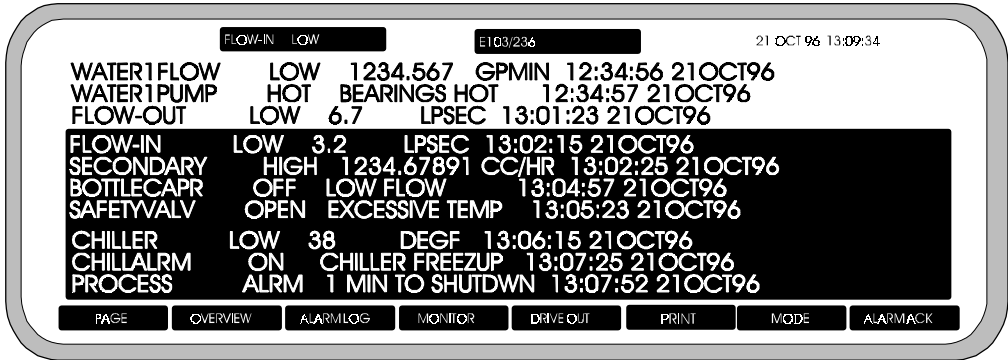 FLOW-IN LOW E103/236 21 OCT 96 13:09:34
WATER1FLOW LOW 1234.567 GPMIN 12:34:56 21OCT96
WATER1PUMP HOT BEARINGS HOT 12:34:57 21OCT96
FLOW-OUT LOW 6.7 LPSEC 13:01:23 21OCT96
FLOW-IN LOW 3.2 LPSEC 13:02:15 21OCT96
SECONDARY HIGH 1234.67891 CC/HR 13:02:25 21OCT96
BOTTLECAPR OFF LOW FLOW 13:04:57 21OCT96
SAFETYVALV OPEN EXCESSIVE TEMP 13:05:23 21OCT96
CHILLER LOW 38 DEGF 13:06:15 21OCT96
CHILLALRM ON CHILLER FREEZUP 13:07:25 21OCT96
PROCESS ALRM 1 MIN TO SHUTDWN 13:07:52 21OCT96
PAGE OVERVIEW ALARMLOG MONITOR DRIVE OUT PRINT MODE ALARMACK